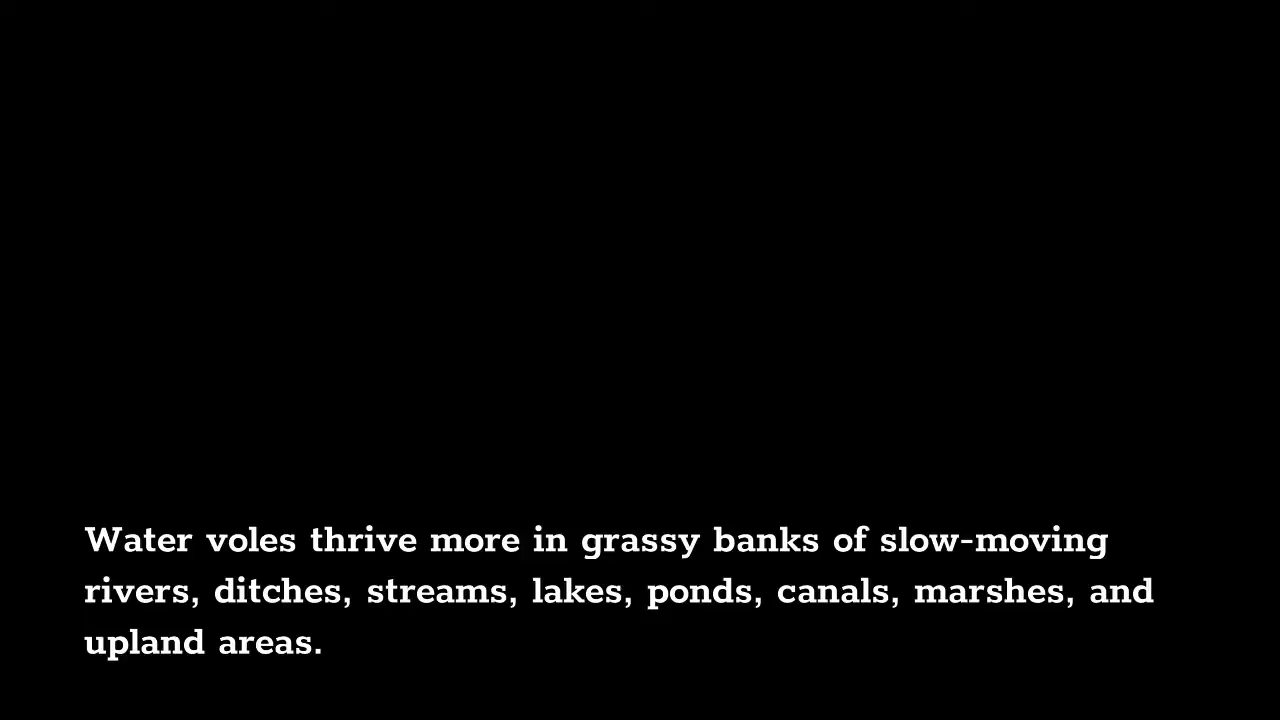 Water voles thrive more in grassy banks of slow-moving
rivers, ditches, streams, lakes, ponds, canals, marshes, and
upland areas.